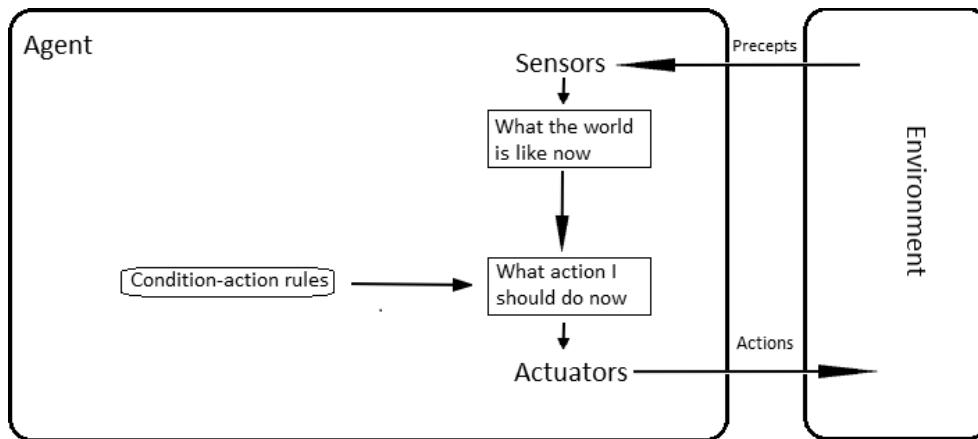 Agent
Sensors
Precepts
What the world
is like now
Environment
Condition-action rules
What action I
should do now
Actuators
Actions